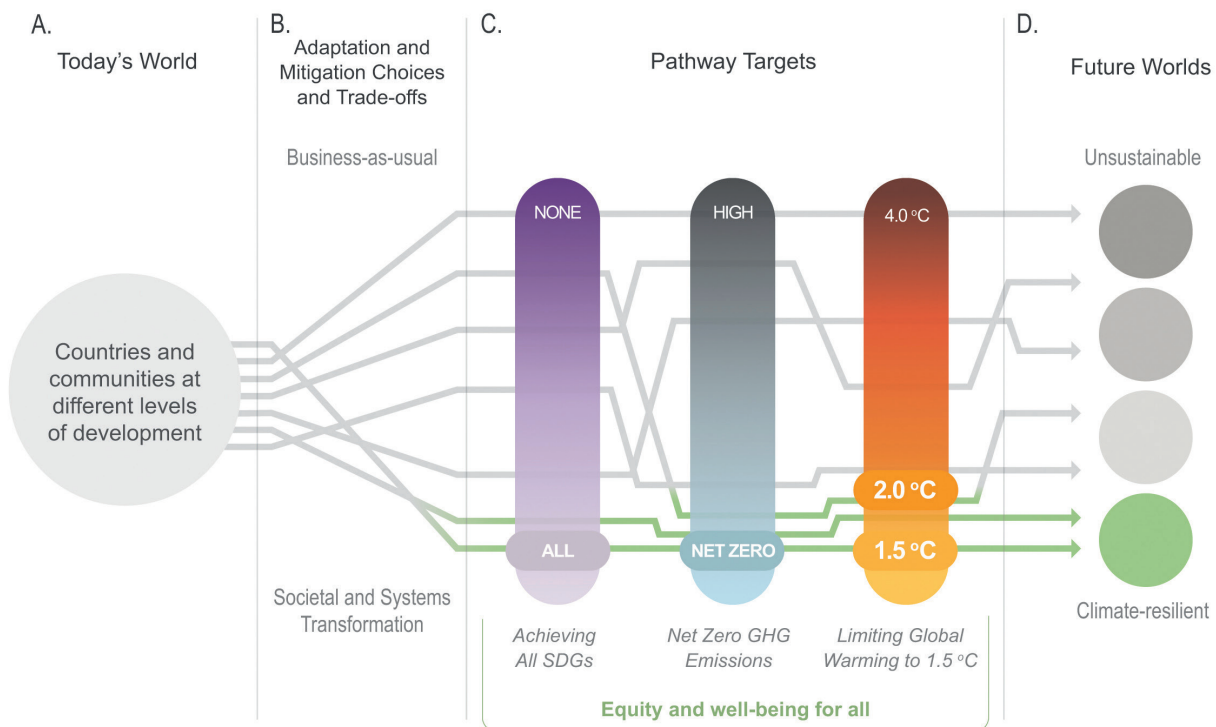 A.
Today's World
Countries and
communities at
different levels
of development
B.
Adaptation and
Mitigation Choices
and Trade-offs
Business-as-usual
Societal and Systems
Transformation
C.
Pathway Targets
NONE
ALL
Achieving
All SDGs
HIGH
NET ZERO
Net Zero GHG
Emissions
4.0 °C
2.0 °C
1.5 °C
Limiting Global
Warming to 1.5 °C
Equity and well-being for all
D.
Future Worlds
Unsustainable
Climate-resilient